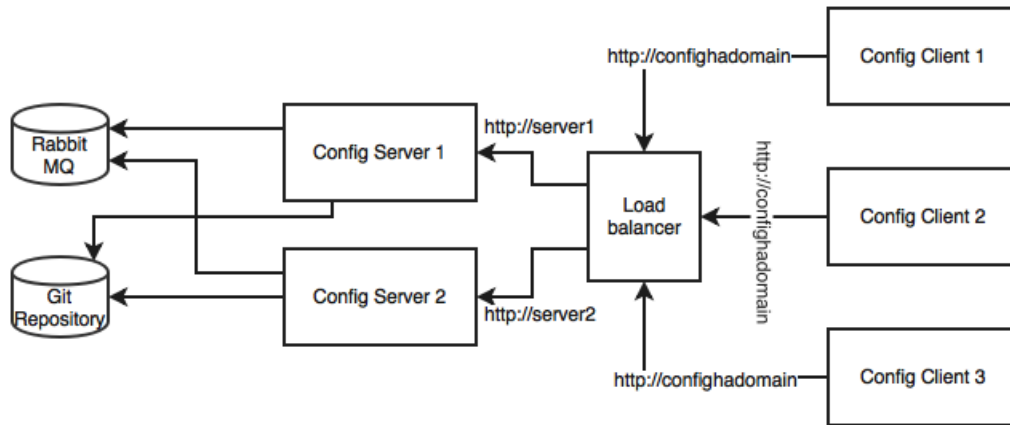 http://confighadomain
Config Client 1
Rabbit
MQ
Config Server 1
http://server1
http://confighadomain
Load
balancer
Config Client 2
Git
Repository
Config Server 2
http://server2
http://confighadomain
Config Client 3